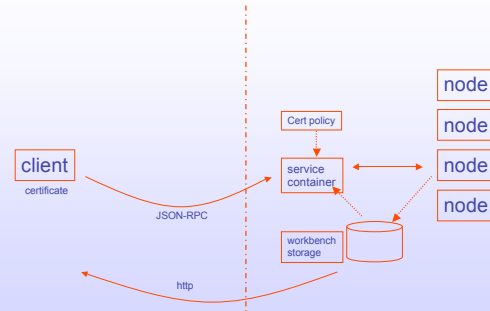 node
Cert policy
node
client
certificate
service
container
node
JSON-RPC
node
workbench
storage
http